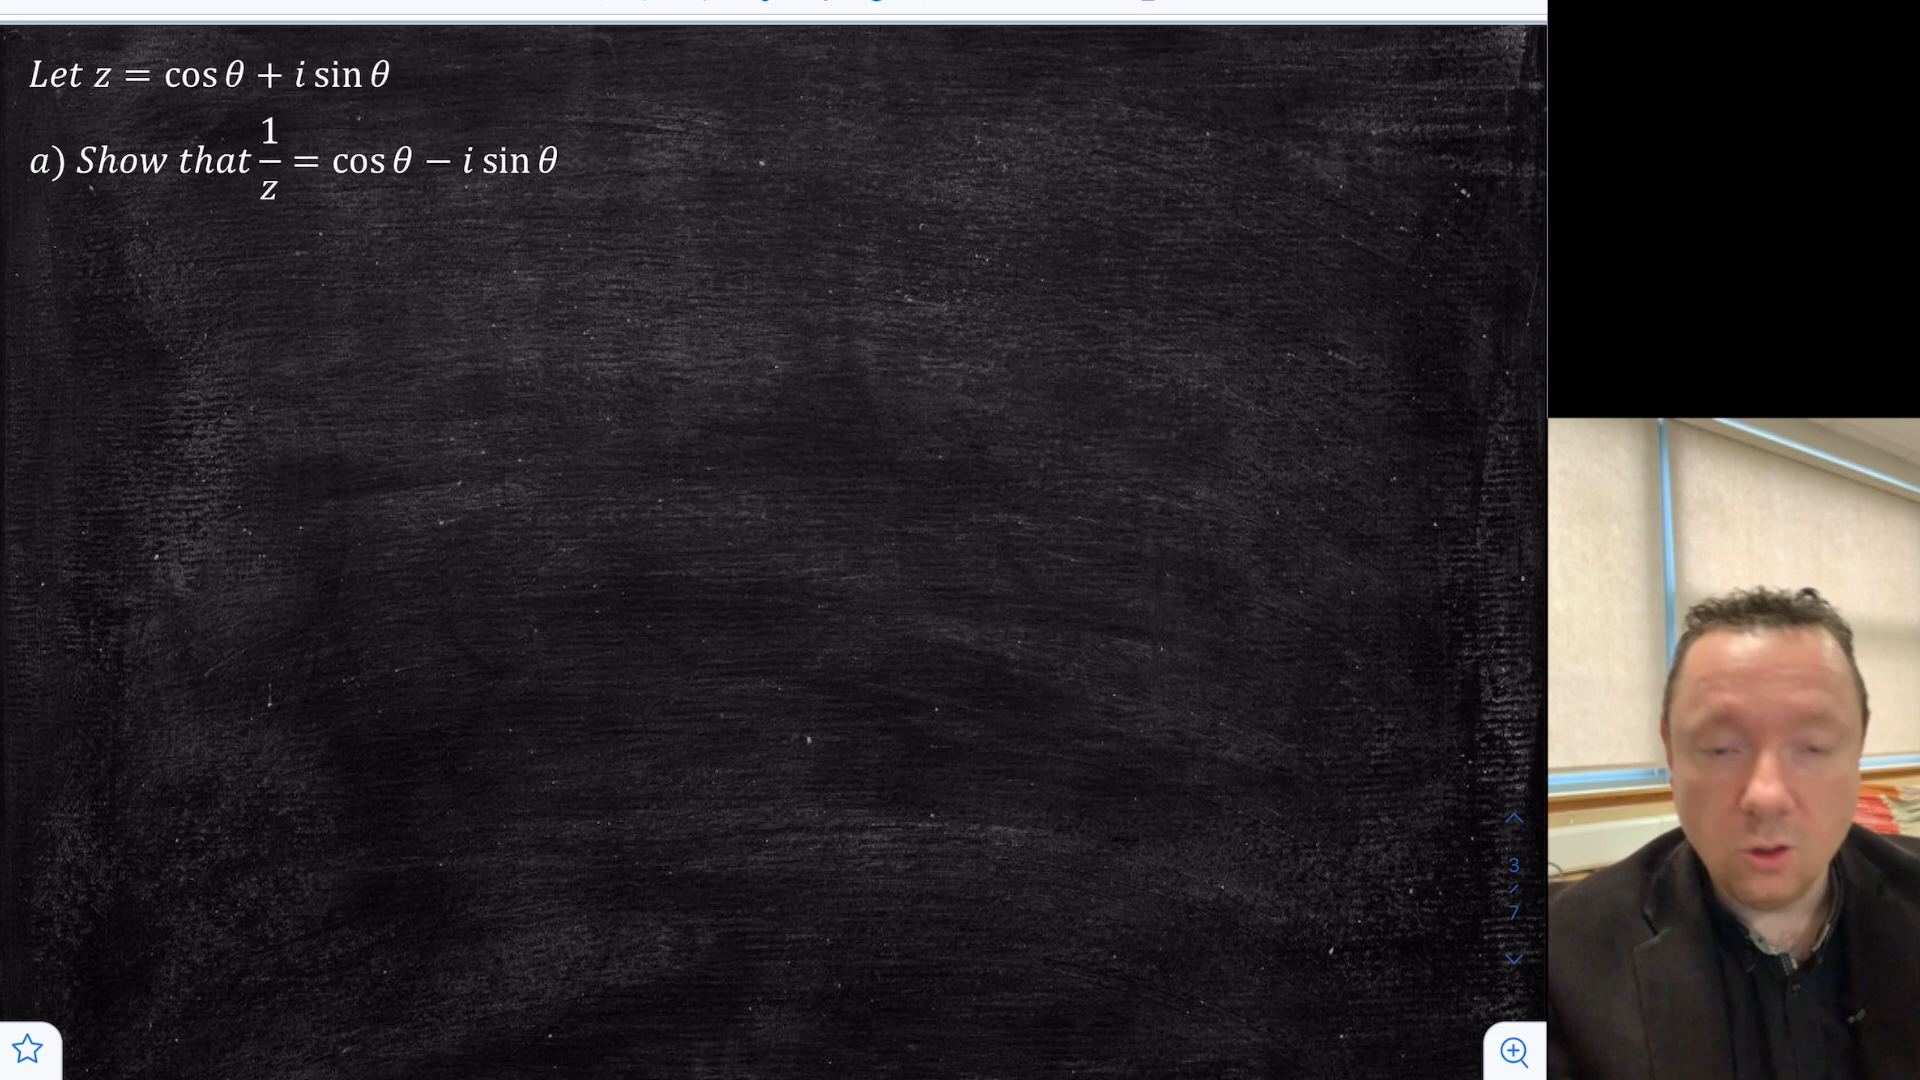 Let z = cos θ + i sin θ
a) Show that 1/z = cos θ − i sin θ
3
/
7